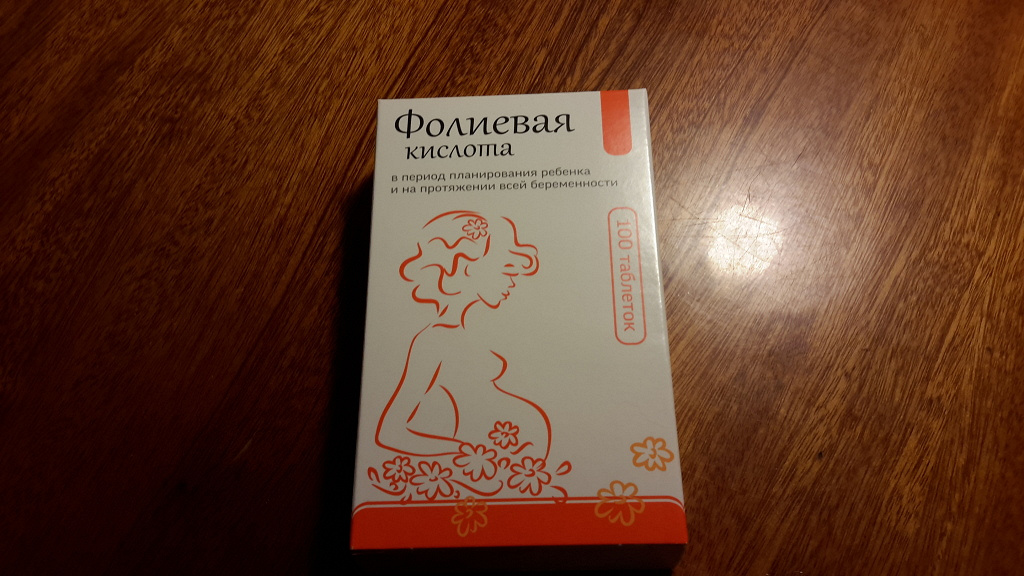 Фолиевая
кислота
в период планирования ребенка
и на протяжении всей беременности
100 таблеток